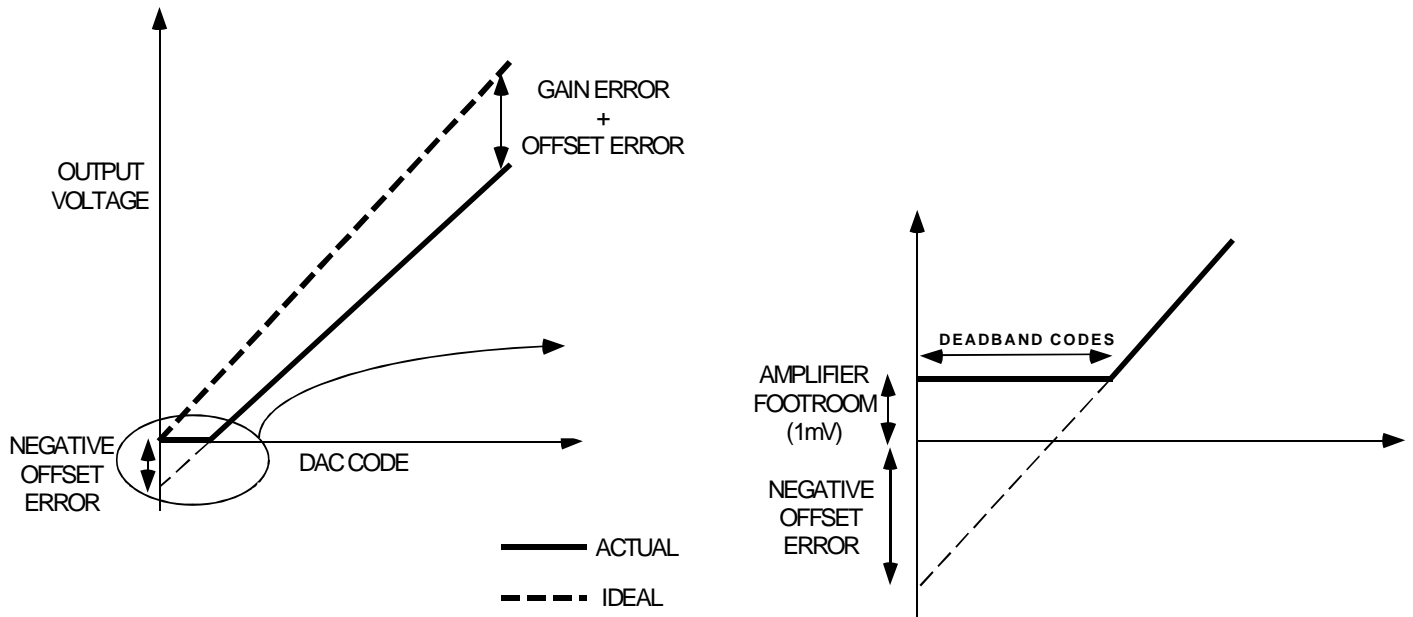 GAIN ERROR
+
OFFSET ERROR
OUTPUT
VOLTAGE
NEGATIVE
OFFSET
ERROR
DAC CODE
ACTUAL
IDEAL
DEADBAND CODES
AMPLIFIER
FOOTROOM
(1mV)
NEGATIVE
OFFSET
ERROR